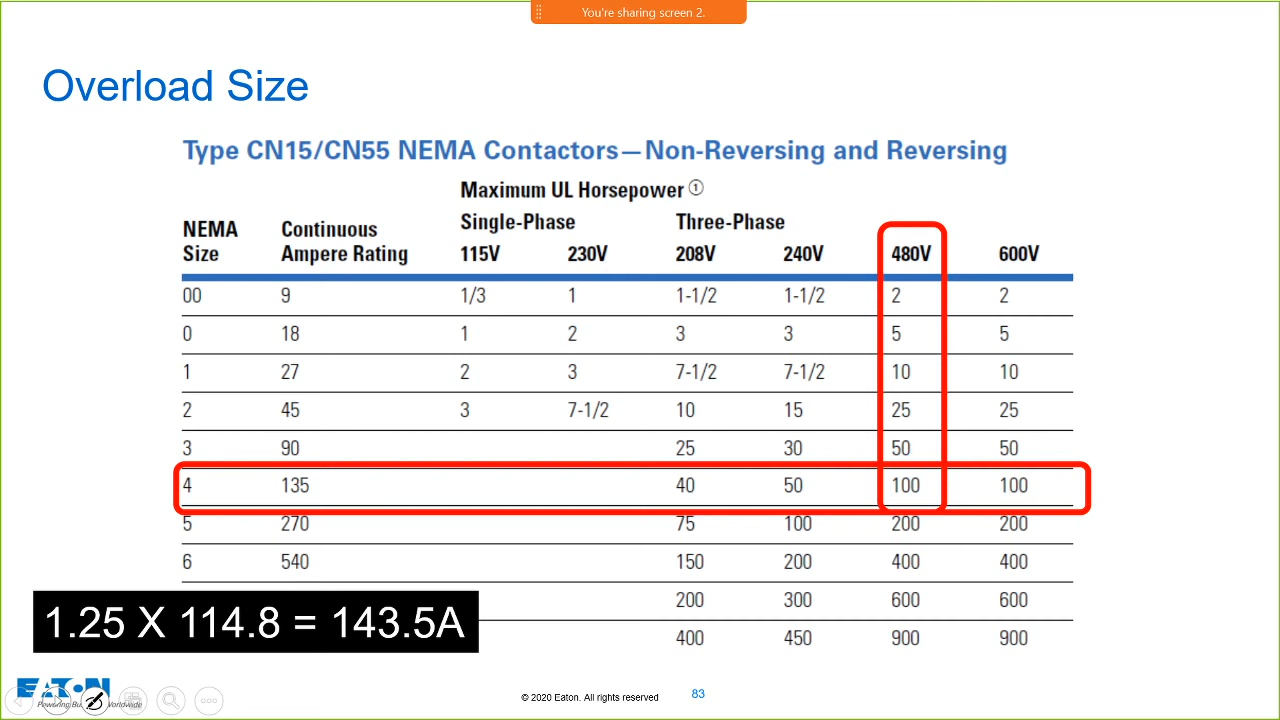 You're sharing screen 2.
Overload Size
Type CN15/CN55 NEMA Contactors—Non-Reversing and Reversing
Maximum UL Horsepower ①
NEMA Continuous Single-Phase Three-Phase
Size Ampere Rating 115V 230V 208V 240V 480V 600V
00 9 1/3 1 1-1/2 1-1/2 2 2
0 18 1 2 3 3 5 5
1 27 2 3 7-1/2 7-1/2 10 10
2 45 3 7-1/2 10 15 25 25
3 90 25 30 50 50
4 135 40 50 100 100
5 270 75 100 200 200
6 540 150 200 400 400
200 300 600 600
400 450 900 900
1.25 X 114.8 = 143.5A
EATON
Powering Worldwide
© 2020 Eaton. All rights reserved 83